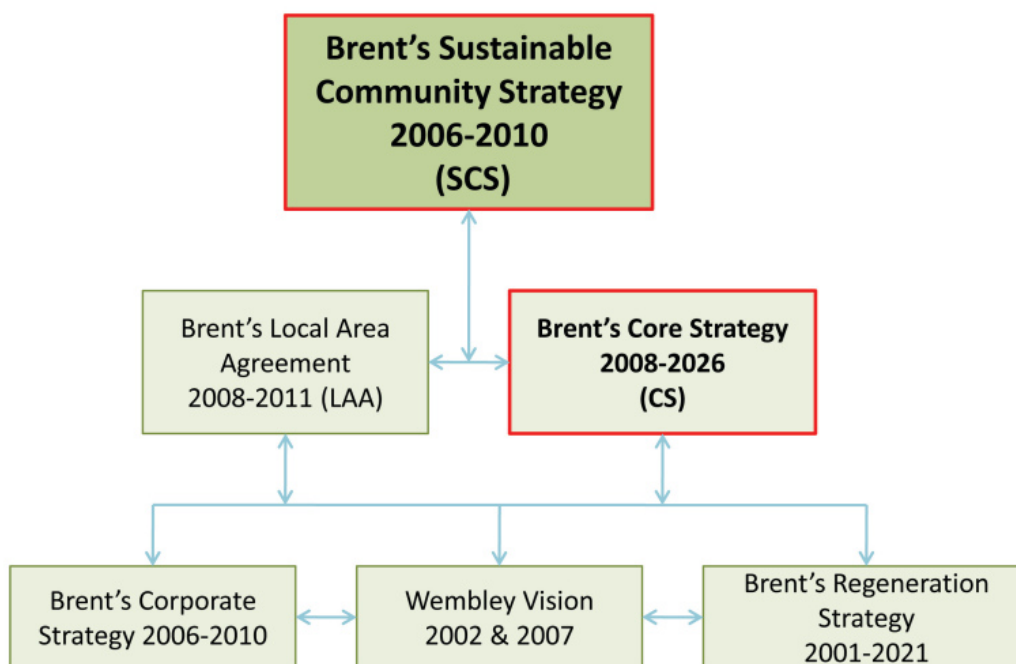 Brent’s Sustainable
Community Strategy
2006-2010
(SCS)
Brent’s Local Area
Agreement
2008-2011 (LAA)
Brent’s Core Strategy
2008-2026
(CS)
Brent’s Corporate
Strategy 2006-2010
Wembley Vision
2002 & 2007
Brent’s Regeneration
Strategy
2001-2021